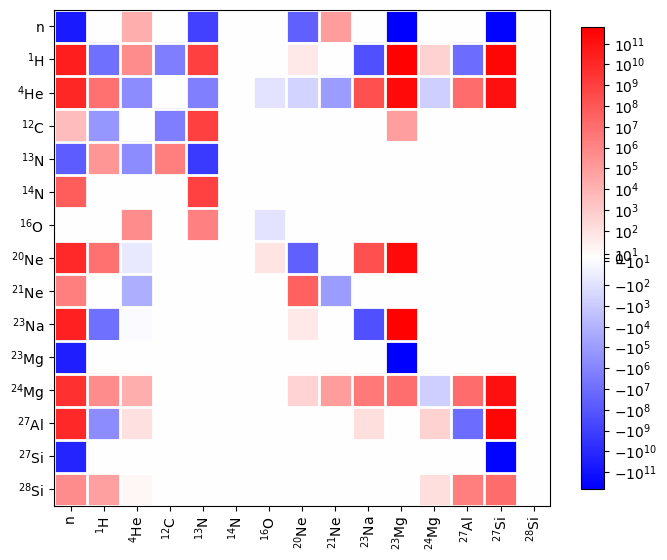 n
¹H
⁴He
¹²C
¹³N
¹⁴N
¹⁶O
²⁰Ne
²¹Ne
²³Na
²³Mg
²⁴Mg
²⁷Al
²⁷Si
²⁸Si
n
¹H
⁴He
¹²C
¹³N
¹⁴N
¹⁶O
²⁰Ne
²¹Ne
²³Na
²³Mg
²⁴Mg
²⁷Al
²⁷Si
²⁸Si
10¹¹
10¹⁰
10⁹
10⁸
10⁷
10⁶
10⁵
10⁴
10³
10²
10¹
−10¹
−10²
−10³
−10⁴
−10⁵
−10⁶
−10⁷
−10⁸
−10⁹
−10¹⁰
−10¹¹